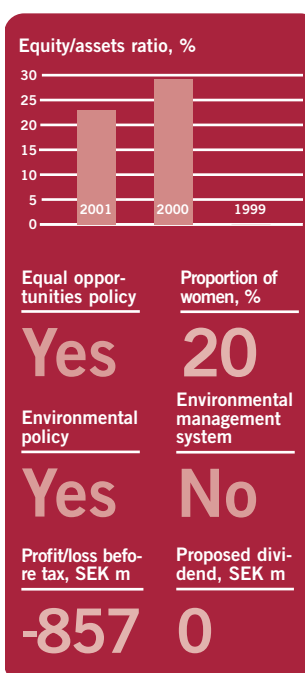 Equity/assets ratio, %
30
25
20
15
10
5
0
2001 2000 1999
Equal oppor-
tunities policy
Yes
Proportion of
women, %
20
Environmental
policy
Yes
Environmental
management
system
No
Profit/loss befo-
re tax, SEK m
-857
Proposed divi-
dend, SEK m
0